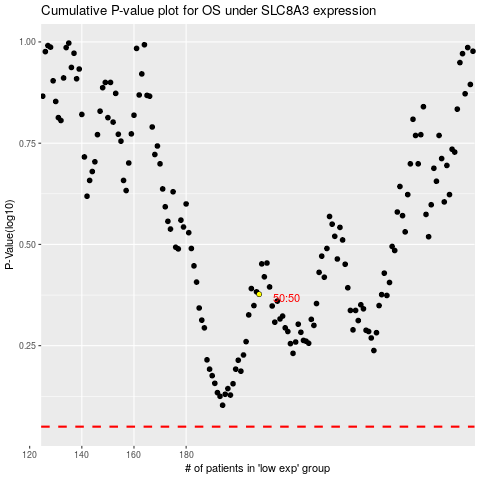 Cumulative P-value plot for OS under SLC8A3 expression
P-Value(log10)
1.00
0.75
0.50
0.25
50:50
120 140 160 180
# of patients in 'low exp' group